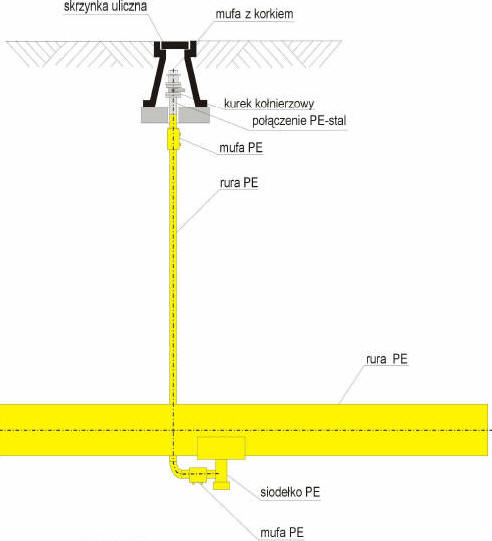 skrzynka uliczna
mufa z korkiem
kurek kołnierzowy
połączenie PE-stal
mufa PE
rura PE
rura PE
siodełko PE
mufa PE